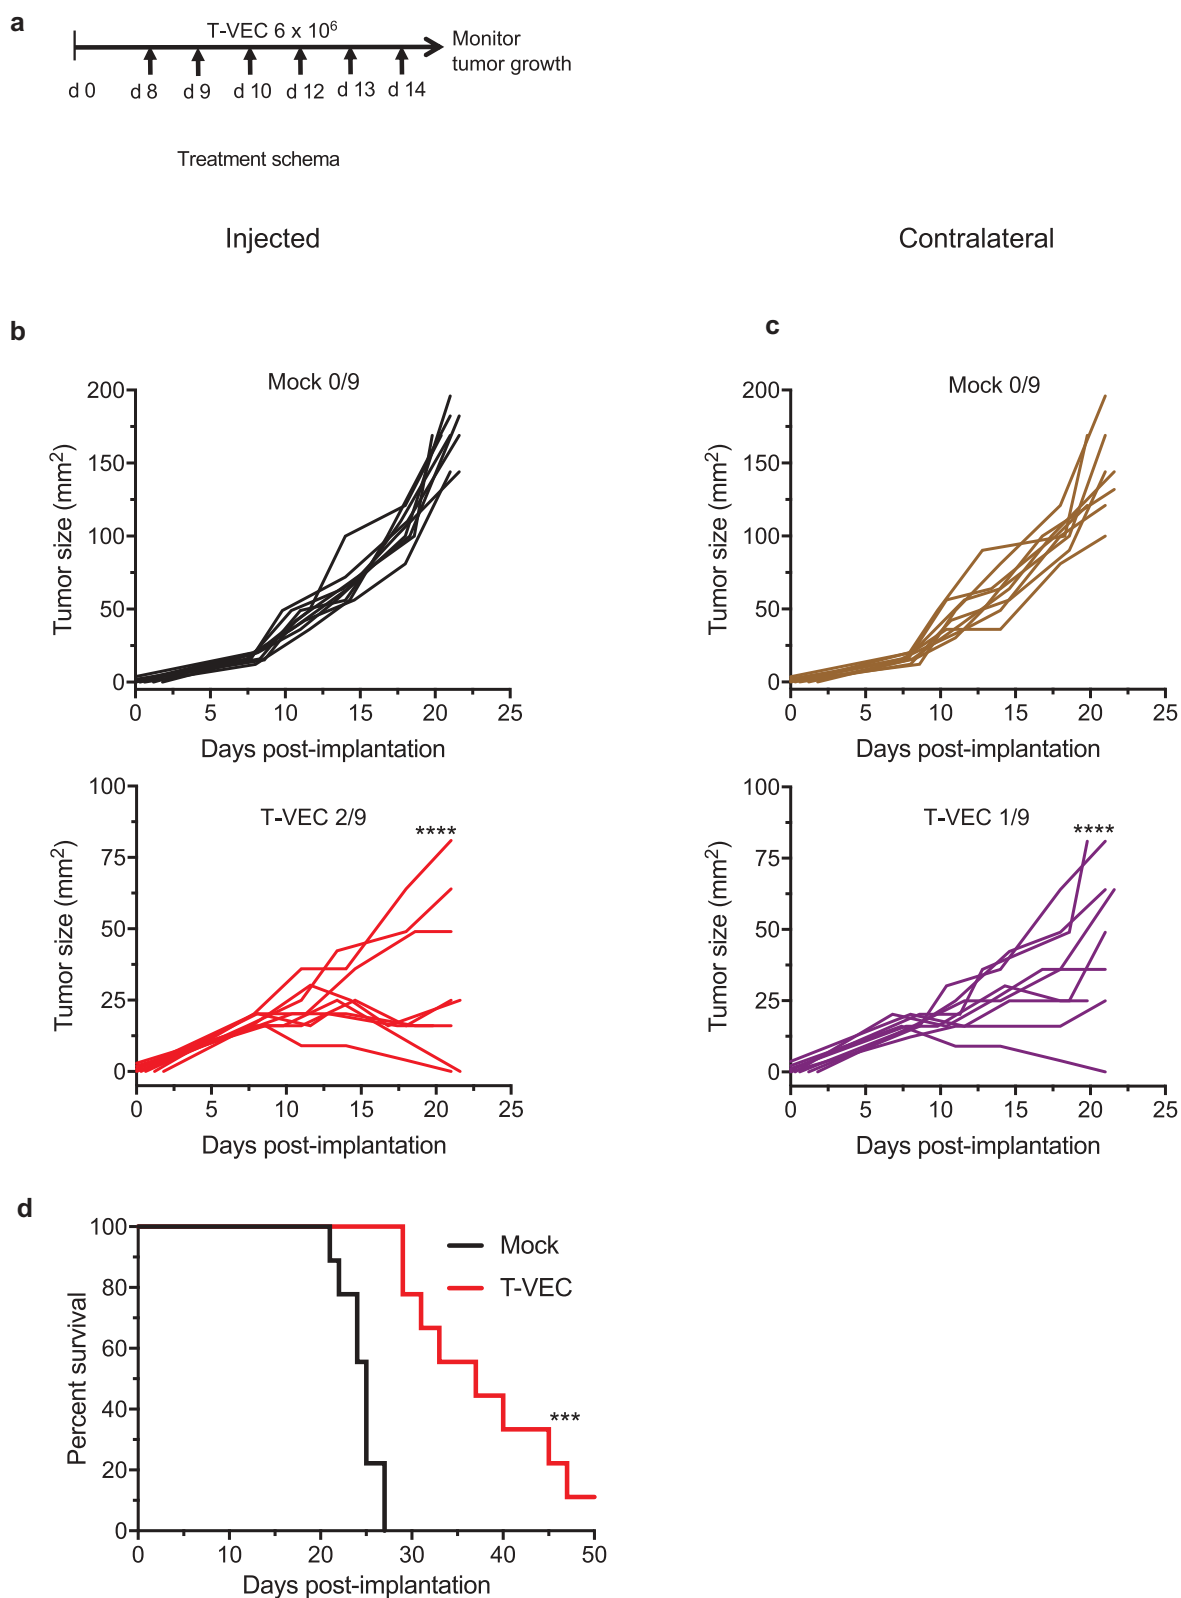 a
T-VEC 6 x 10⁶
Monitor
tumor growth
d 0 d 8 d 9 d 10 d 12 d 13 d 14
Treatment schema
Injected
Contralateral
b
Mock 0/9
200
150
100
50
0
Tumor size (mm²)
0 5 10 15 20 25
Days post-implantation
T-VEC 2/9
****
100
75
50
25
0
Tumor size (mm²)
0 5 10 15 20 25
Days post-implantation
c
Mock 0/9
200
150
100
50
0
Tumor size (mm²)
0 5 10 15 20 25
Days post-implantation
T-VEC 1/9
****
100
75
50
25
0
Tumor size (mm²)
0 5 10 15 20 25
Days post-implantation
d
Mock
T-VEC
***
100
80
60
40
20
0
Percent survival
0 10 20 30 40 50
Days post-implantation